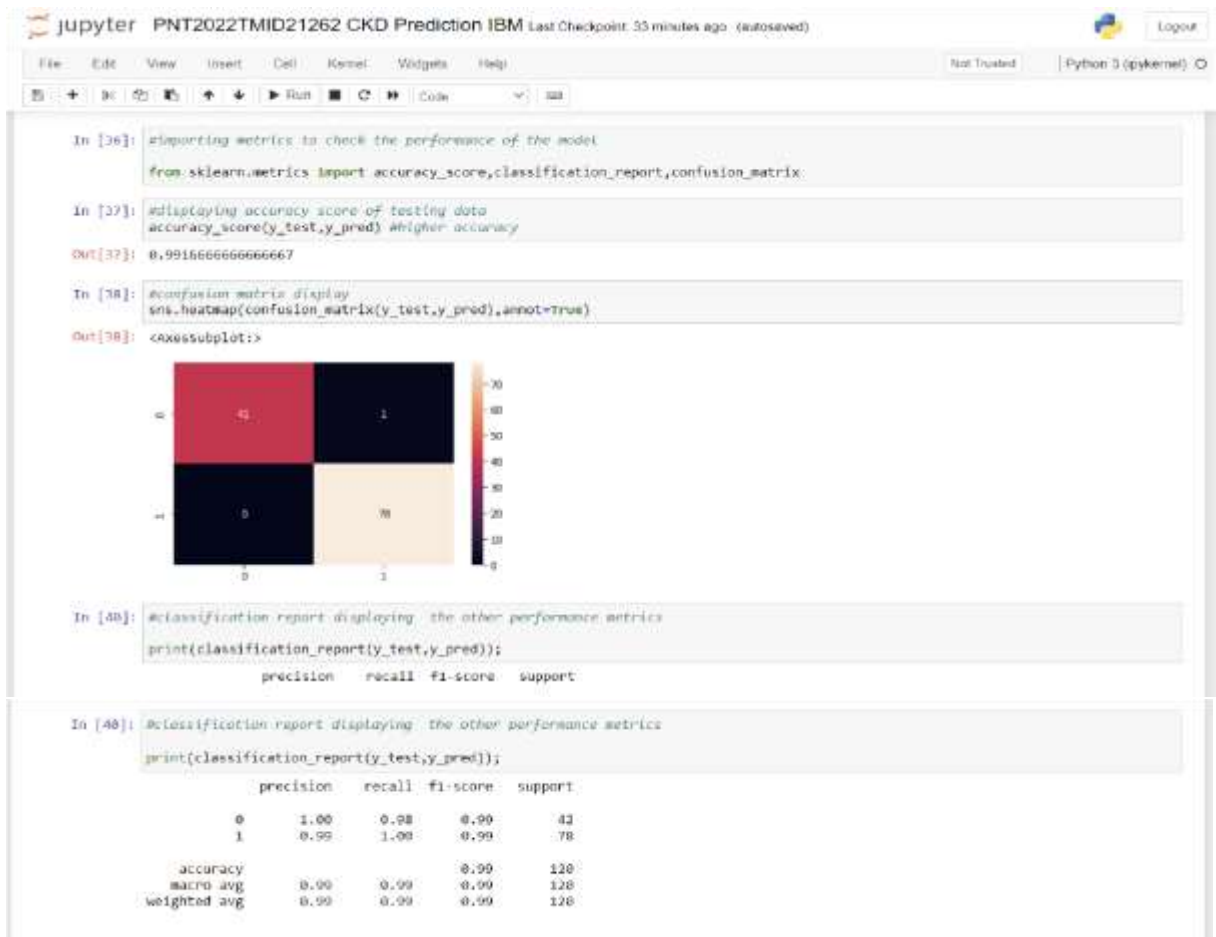 jupyter PNT2022TMID21262 CKD Prediction IBM Last Checkpoint: 33 minutes ago (autosaved) Logout
File Edit View Insert Cell Kernel Widgets Help Not Trusted Python 3 (ipykernel)
Run Code
In [36]: #importing metrics to check the performance of the model
from sklearn.metrics import accuracy_score,classification_report,confusion_matrix
In [37]: #displaying accuracy score of testing data
accuracy_score(y_test,y_pred) #higher accuracy
Out[37]: 0.9916666666666667
In [38]: #confusion matrix display
sns.heatmap(confusion_matrix(y_test,y_pred),annot=True)
Out[38]: <AxesSubplot:>
70
60
0 41 1
50
40
30
1 0 78
20
10
0
0 1
In [40]: #classification report displaying the other performance metrics
print(classification_report(y_test,y_pred));
precision recall f1-score support
In [40]: #classification report displaying the other performance metrics
print(classification_report(y_test,y_pred));
precision recall f1-score support
0 1.00 0.98 0.99 42
1 0.99 1.00 0.99 78
accuracy 0.99 120
macro avg 0.99 0.99 0.99 120
weighted avg 0.99 0.99 0.99 120